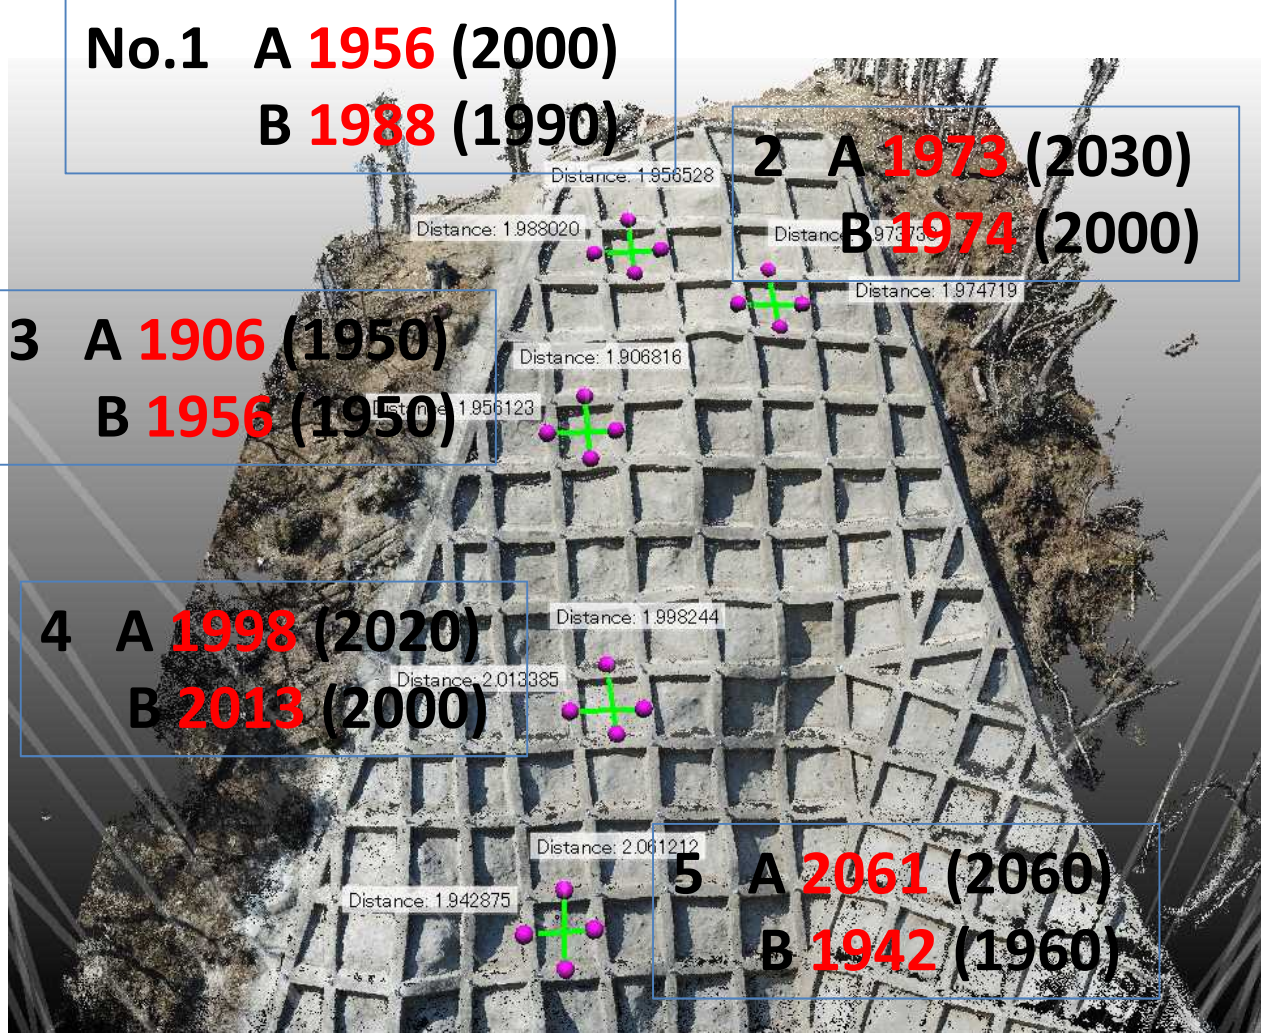 No.1 A 1956 (2000)
B 1988 (1990)
Distance: 1.956528
2 A 1973 (2030)
B 1974 (2000)
Distance: 1.988020
Distance: 1.974719
3 A 1906 (1950)
B 1956 (1950)
Distance: 1.906816
Distance: 1.956123
Distance: 1.998244
4 A 1998 (2020)
B 2013 (2000)
Distance: 2.013385
Distance: 2.061212
5 A 2061 (2060)
B 1942 (1960)
Distance: 1.942875